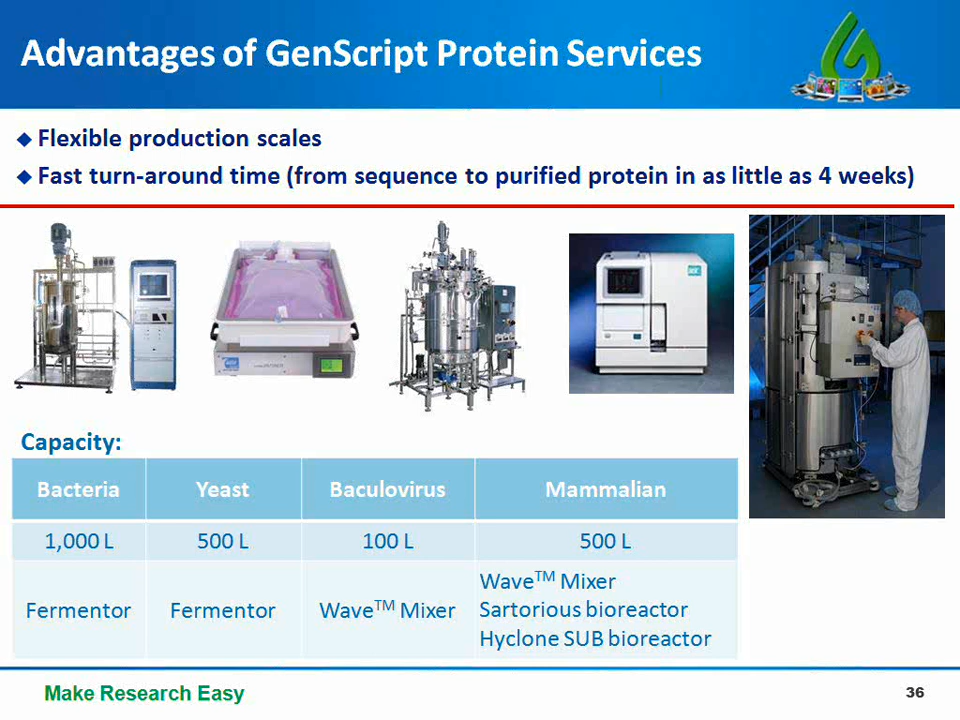 Advantages of GenScript Protein Services
◆ Flexible production scales
◆ Fast turn-around time (from sequence to purified protein in as little as 4 weeks)
Capacity:
Bacteria Yeast Baculovirus Mammalian
1,000 L 500 L 100 L 500 L
Fermentor Fermentor Wave™ Mixer Wave™ Mixer
Sartorious bioreactor
Hyclone SUB bioreactor
Make Research Easy
36